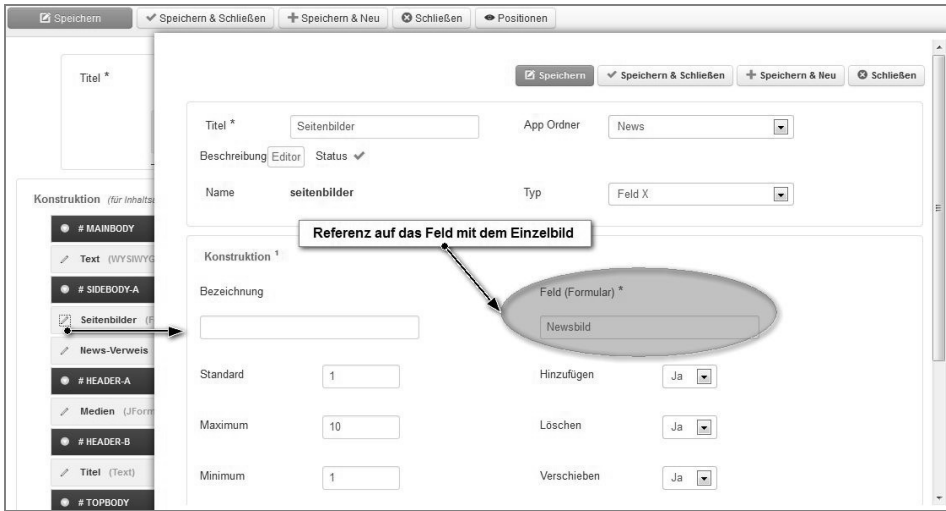 Speichern Speichern & Schließen Speichern & Neu Schließen Positionen
Titel *
Speichern Speichern & Schließen Speichern & Neu Schließen
Titel * Seitenbilder App Ordner News
Beschreibung Editor Status
Name seitenbilder Typ Feld X
Konstruktion (für Inhalts
# MAINBODY
Text (WYSIWYG
# SIDEBODY-A
Seitenbilder (F
News-Verweis
# HEADER-A
Medien (JForm
# HEADER-B
Titel (Text)
# TOPBODY
Referenz auf das Feld mit dem Einzelbild
Konstruktion 1
Bezeichnung Feld (Formular) *
Newsbild
Standard 1 Hinzufügen Ja
Maximum 10 Löschen Ja
Minimum 1 Verschieben Ja